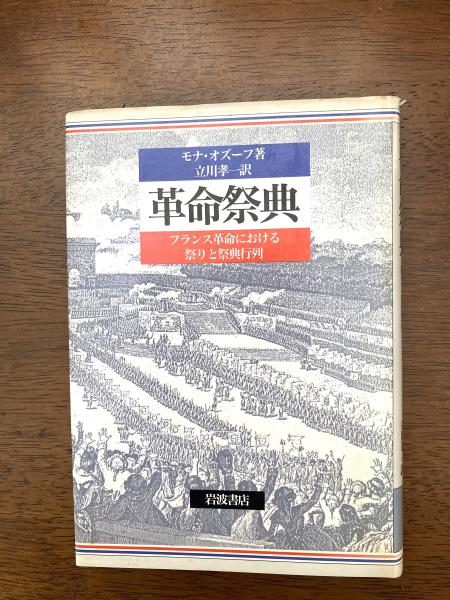 モナ・オズーフ著
立川孝一訳
革命祭典
フランス革命における
祭りと祭典行列
岩波書店